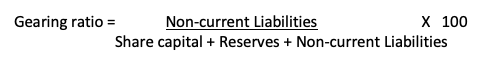 Gearing ratio = Non-current Liabilities X 100
Share capital + Reserves + Non-current Liabilities